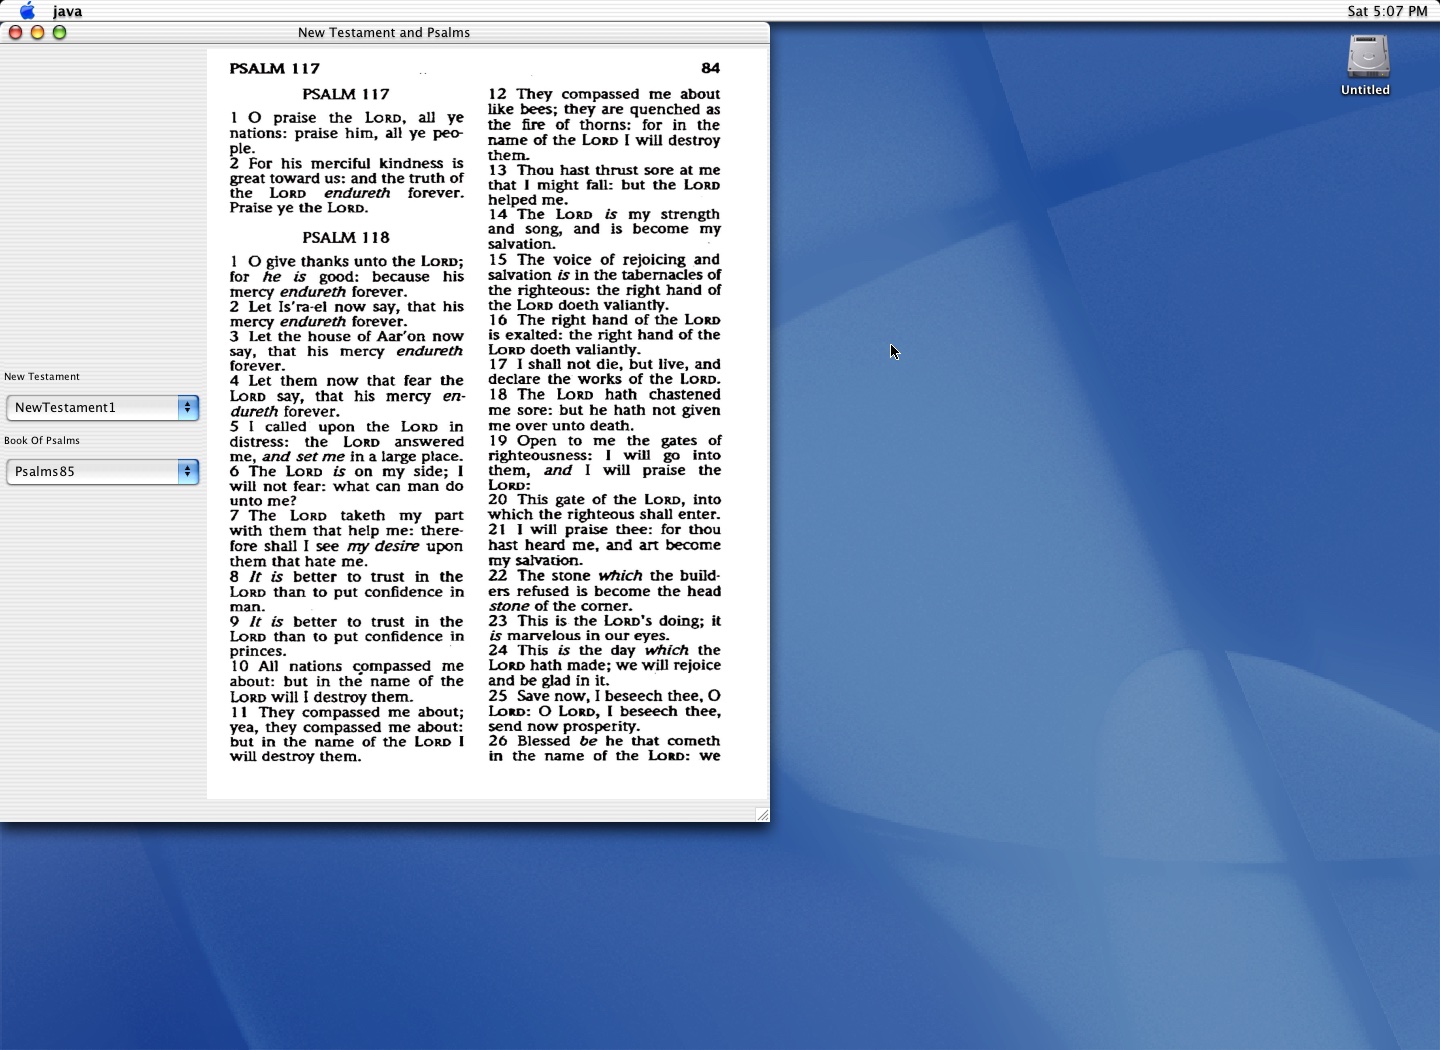 java
Sat 5:07 PM
New Testament and Psalms
Untitled
New Testament
NewTestament1
Book Of Psalms
Psalms85
PSALM 117
84
PSALM 117
1 O praise the LORD, all ye
nations: praise him, all ye peo-
ple.
2 For his merciful kindness is
great toward us: and the truth of
the LORD endureth forever.
Praise ye the LORD.
PSALM 118
1 O give thanks unto the LORD;
for he is good: because his
mercy endureth forever.
2 Let Is'ra-el now say, that his
mercy endureth forever.
3 Let the house of Aar'on now
say, that his mercy endureth
forever.
4 Let them now that fear the
LORD say, that his mercy en-
dureth forever.
5 I called upon the LORD in
distress: the LORD answered
me, and set me in a large place.
6 The LORD is on my side; I
will not fear: what can man do
unto me?
7 The LORD taketh my part
with them that help me: there-
fore shall I see my desire upon
them that hate me.
8 It is better to trust in the
LORD than to put confidence in
man.
9 It is better to trust in the
LORD than to put confidence in
princes.
10 All nations compassed me
about: but in the name of the
LORD will I destroy them.
11 They compassed me about;
yea, they compassed me about:
but in the name of the LORD I
will destroy them.
12 They compassed me about
like bees; they are quenched as
the fire of thorns: for in the
name of the LORD I will destroy
them.
13 Thou hast thrust sore at me
that I might fall: but the LORD
helped me.
14 The LORD is my strength
and song, and is become my
salvation.
15 The voice of rejoicing and
salvation is in the tabernacles of
the righteous: the right hand of
the LORD doeth valiantly.
16 The right hand of the LORD
is exalted: the right hand of the
LORD doeth valiantly.
17 I shall not die, but live, and
declare the works of the LORD.
18 The LORD hath chastened
me sore: but he hath not given
me over unto death.
19 Open to me the gates of
righteousness: I will go into
them, and I will praise the
LORD:
20 This gate of the LORD, into
which the righteous shall enter.
21 I will praise thee: for thou
hast heard me, and art become
my salvation.
22 The stone which the build-
ers refused is become the head
stone of the corner.
23 This is the LORD's doing; it
is marvelous in our eyes.
24 This is the day which the
LORD hath made; we will rejoice
and be glad in it.
25 Save now, I beseech thee, O
LORD: O LORD, I beseech thee,
send now prosperity.
26 Blessed be he that cometh
in the name of the LORD: we